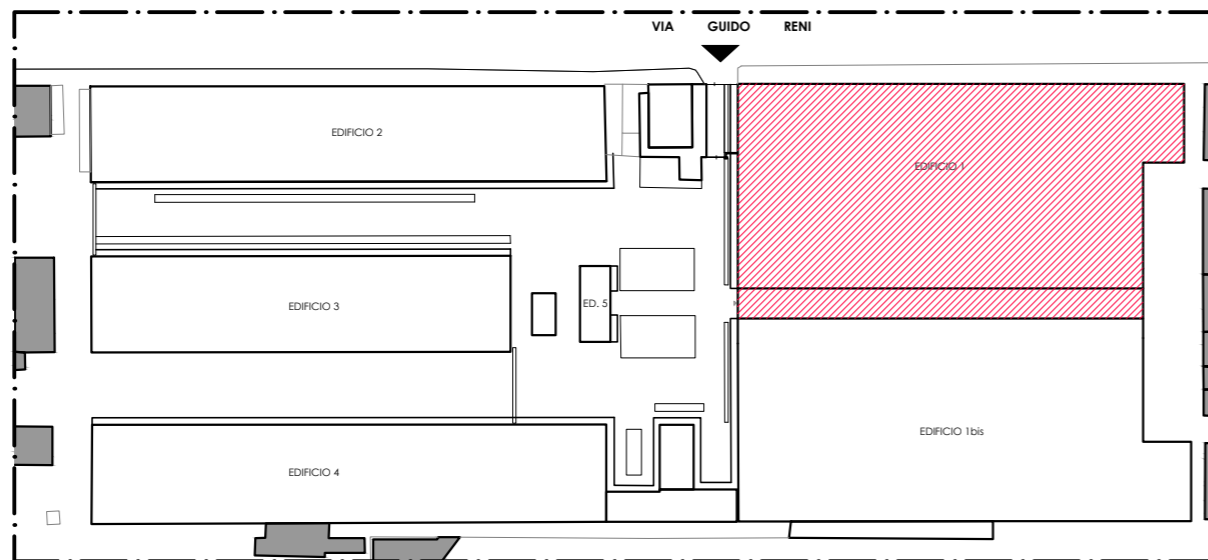 VIA GUIDO RENI
EDIFICIO 2
EDIFICIO 1
EDIFICIO 3
ED. 5
EDIFICIO 1bis
EDIFICIO 4